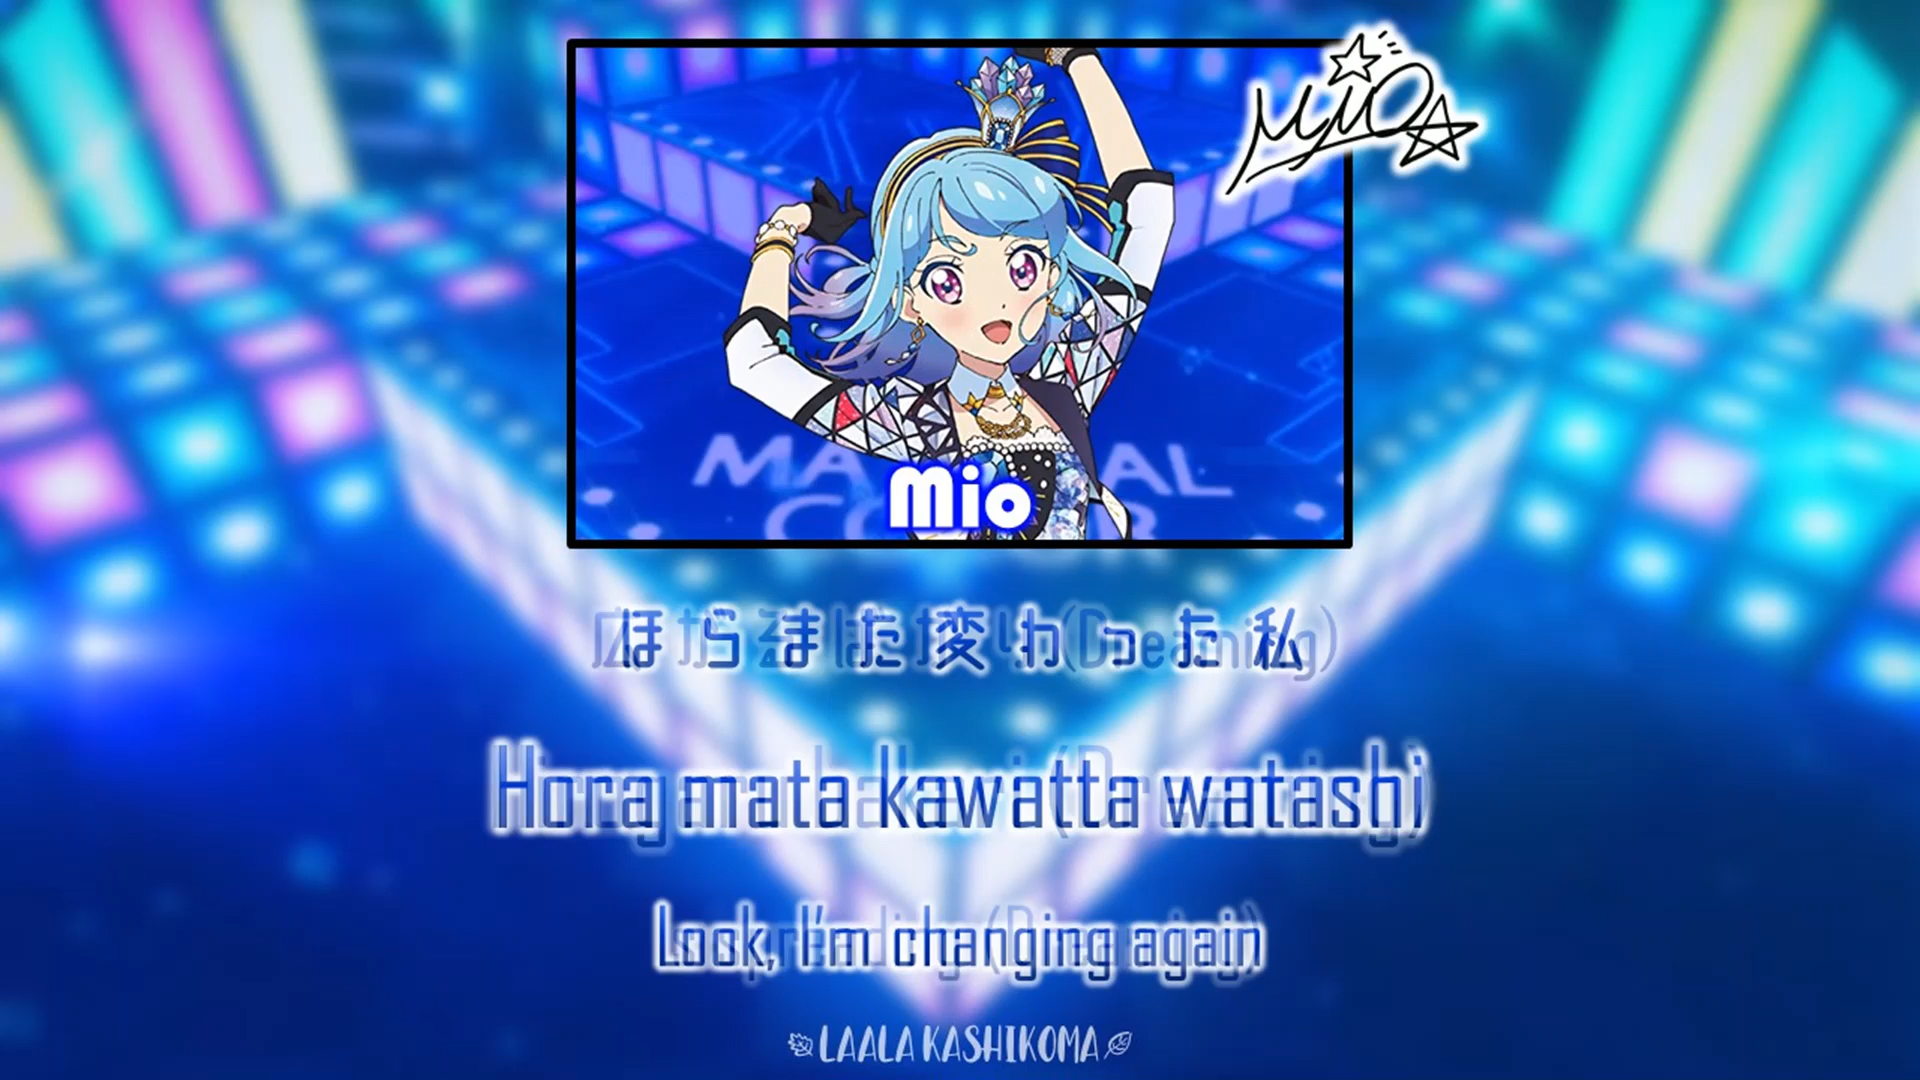 Mio
Mio
ほら また 変わった私
Hora mata kawatta watashi
Look, I'm changing again
LAALA KASHIKOMA